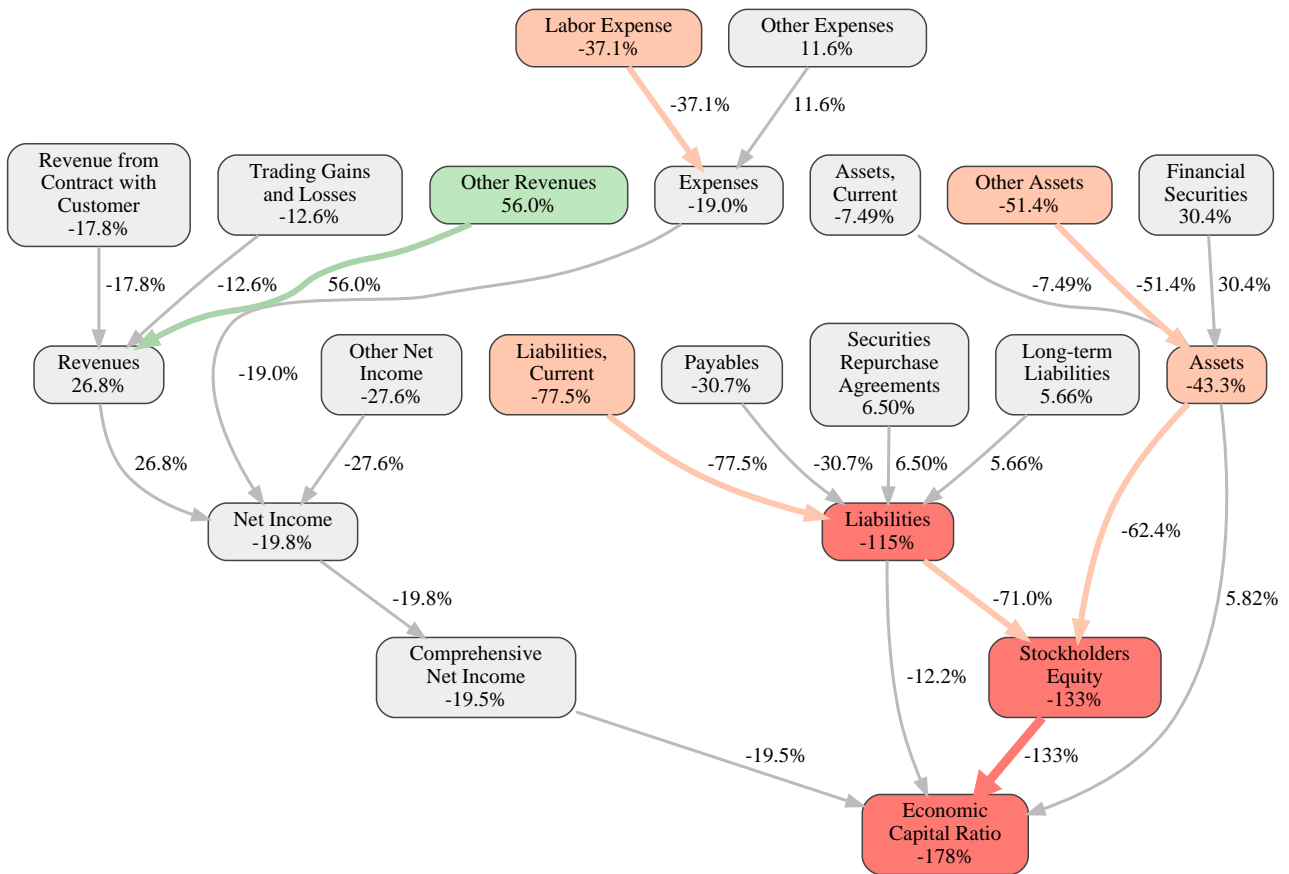 Labor Expense
-37.1%
Other Expenses
11.6%
-37.1%
11.6%
Revenue from
Contract with
Customer
-17.8%
Trading Gains
and Losses
-12.6%
Other Revenues
56.0%
Expenses
-19.0%
Assets,
Current
-7.49%
Other Assets
-51.4%
Financial
Securities
30.4%
-17.8%
-12.6%
56.0%
-7.49%
-51.4%
30.4%
Revenues
26.8%
-19.0%
Other Net
Income
-27.6%
Liabilities,
Current
-77.5%
Payables
-30.7%
Securities
Repurchase
Agreements
6.50%
Long-term
Liabilities
5.66%
Assets
-43.3%
26.8%
-27.6%
-77.5%
-30.7%
6.50%
5.66%
Net Income
-19.8%
Liabilities
-115%
-62.4%
-19.8%
-71.0%
5.82%
Comprehensive
Net Income
-19.5%
-12.2%
Stockholders
Equity
-133%
-19.5%
-133%
Economic
Capital Ratio
-178%